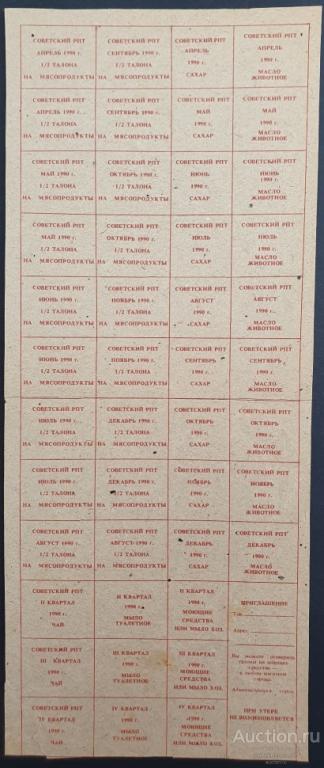 СОВЕТСКИЙ РПТ
АПРЕЛЬ 1990 г.
1/2 ТАЛОНА
НА МЯСОПРОДУКТЫ
СОВЕТСКИЙ РПТ
СЕНТЯБРЬ 1990 г.
1/2 ТАЛОНА
НА МЯСОПРОДУКТЫ
СОВЕТСКИЙ РПТ
АПРЕЛЬ
1990 г.
САХАР
СОВЕТСКИЙ РПТ
АПРЕЛЬ
1990 г.
МАСЛО
ЖИВОТНОЕ
СОВЕТСКИЙ РПТ
АПРЕЛЬ 1990 г.
1/2 ТАЛОНА
НА МЯСОПРОДУКТЫ
СОВЕТСКИЙ РПТ
СЕНТЯБРЬ 1990 г.
1/2 ТАЛОНА
НА МЯСОПРОДУКТЫ
СОВЕТСКИЙ РПТ
МАЙ
1990 г.
САХАР
СОВЕТСКИЙ РПТ
МАЙ
1990 г.
МАСЛО
ЖИВОТНОЕ
СОВЕТСКИЙ РПТ
МАЙ 1990 г.
1/2 ТАЛОНА
НА МЯСОПРОДУКТЫ
СОВЕТСКИЙ РПТ
ОКТЯБРЬ 1990 г.
1/2 ТАЛОНА
НА МЯСОПРОДУКТЫ
СОВЕТСКИЙ РПТ
ИЮНЬ
1990 г.
САХАР
СОВЕТСКИЙ РПТ
ИЮНЬ
1990 г.
МАСЛО
ЖИВОТНОЕ
СОВЕТСКИЙ РПТ
МАЙ 1990 г.
1/2 ТАЛОНА
НА МЯСОПРОДУКТЫ
СОВЕТСКИЙ РПТ
ОКТЯБРЬ 1990 г.
1/2 ТАЛОНА
НА МЯСОПРОДУКТЫ
СОВЕТСКИЙ РПТ
ИЮЛЬ
1990 г.
САХАР
СОВЕТСКИЙ РПТ
ИЮЛЬ
1990 г.
МАСЛО
ЖИВОТНОЕ
СОВЕТСКИЙ РПТ
ИЮНЬ 1990 г.
1/2 ТАЛОНА
НА МЯСОПРОДУКТЫ
СОВЕТСКИЙ РПТ
НОЯБРЬ 1990 г.
1/2 ТАЛОНА
НА МЯСОПРОДУКТЫ
СОВЕТСКИЙ РПТ
АВГУСТ
1990 г.
САХАР
СОВЕТСКИЙ РПТ
АВГУСТ
1990 г.
МАСЛО
ЖИВОТНОЕ
СОВЕТСКИЙ РПТ
ИЮНЬ 1990 г.
1/2 ТАЛОНА
НА МЯСОПРОДУКТЫ
СОВЕТСКИЙ РПТ
НОЯБРЬ 1990 г.
1/2 ТАЛОНА
НА МЯСОПРОДУКТЫ
СОВЕТСКИЙ РПТ
СЕНТЯБРЬ
1990 г.
САХАР
СОВЕТСКИЙ РПТ
СЕНТЯБРЬ
1990 г.
МАСЛО
ЖИВОТНОЕ
СОВЕТСКИЙ РПТ
ИЮЛЬ 1990 г.
1/2 ТАЛОНА
НА МЯСОПРОДУКТЫ
СОВЕТСКИЙ РПТ
ДЕКАБРЬ 1990 г.
1/2 ТАЛОНА
НА МЯСОПРОДУКТЫ
СОВЕТСКИЙ РПТ
ОКТЯБРЬ
1990 г.
САХАР
СОВЕТСКИЙ РПТ
ОКТЯБРЬ
1990 г.
МАСЛО
ЖИВОТНОЕ
СОВЕТСКИЙ РПТ
ИЮЛЬ 1990 г.
1/2 ТАЛОНА
НА МЯСОПРОДУКТЫ
СОВЕТСКИЙ РПТ
ДЕКАБРЬ 1990 г.
1/2 ТАЛОНА
НА МЯСОПРОДУКТЫ
СОВЕТСКИЙ РПТ
НОЯБРЬ
1990 г.
САХАР
СОВЕТСКИЙ РПТ
НОЯБРЬ
1990 г.
МАСЛО
ЖИВОТНОЕ
СОВЕТСКИЙ РПТ
АВГУСТ 1990 г.
1/2 ТАЛОНА
НА МЯСОПРОДУКТЫ
СОВЕТСКИЙ РПТ
АВГУСТ 1990 г.
1/2 ТАЛОНА
НА МЯСОПРОДУКТЫ
СОВЕТСКИЙ РПТ
ДЕКАБРЬ
1990 г.
САХАР
СОВЕТСКИЙ РПТ
ДЕКАБРЬ
1990 г.
МАСЛО
ЖИВОТНОЕ
СОВЕТСКИЙ РПТ
II КВАРТАЛ
1990 г.
ЧАЙ
II КВАРТАЛ
1990 г.
МЫЛО
ТУАЛЕТНОЕ
II КВАРТАЛ
1990 г.
МОЮЩИЕ
СРЕДСТВА
ИЛИ МЫЛО ХОЗ.
ПРИГЛАШЕНИЕ
Адрес
СОВЕТСКИЙ РПТ
III КВАРТАЛ
1990 г.
ЧАЙ
III КВАРТАЛ
1990 г.
МЫЛО
ТУАЛЕТНОЕ
III КВАРТАЛ
1990 г.
МОЮЩИЕ
СРЕДСТВА
ИЛИ МЫЛО ХОЗ.
Вы можете отоварить
талоны на моющие
средства
в любом магазине
города.
Администрация
СОВЕТСКИЙ РПТ
IV КВАРТАЛ
1990 г.
ЧАЙ
IV КВАРТАЛ
1990 г.
МЫЛО
ТУАЛЕТНОЕ
IV КВАРТАЛ
1990 г.
МОЮЩИЕ
СРЕДСТВА
ИЛИ МЫЛО ХОЗ.
ПРИ УТЕРЕ
НЕ ВОЗОБНОВЛЯЕТСЯ
Auction.ru